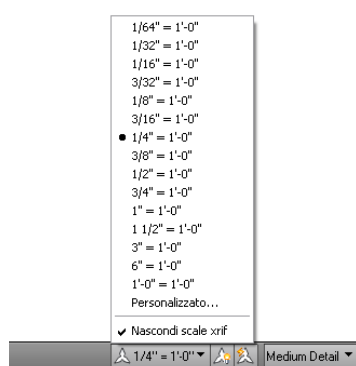 1/64" = 1'-0"
1/32" = 1'-0"
1/16" = 1'-0"
3/32" = 1'-0"
1/8" = 1'-0"
3/16" = 1'-0"
1/4" = 1'-0"
3/8" = 1'-0"
1/2" = 1'-0"
3/4" = 1'-0"
1" = 1'-0"
1 1/2" = 1'-0"
3" = 1'-0"
6" = 1'-0"
1'-0" = 1'-0"
Personalizzato...
Nascondi scale xrif
1/4" = 1'-0" Medium Detail